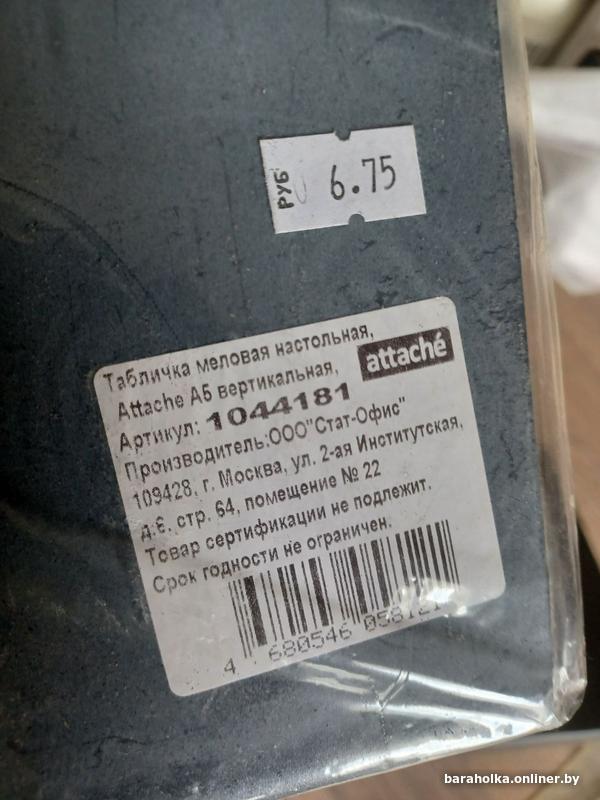 РУБ 6.75
Табличка меловая настольная,
Attache А5 вертикальная,
attaché
Артикул: 1044181
Производитель:ООО"Стат-Офис"
109428, г. Москва, ул. 2-ая Институтская,
д.6, стр. 64, помещение № 22
Товар сертификации не подлежит.
Срок годности не ограничен.
4 680546
baraholka.onliner.by